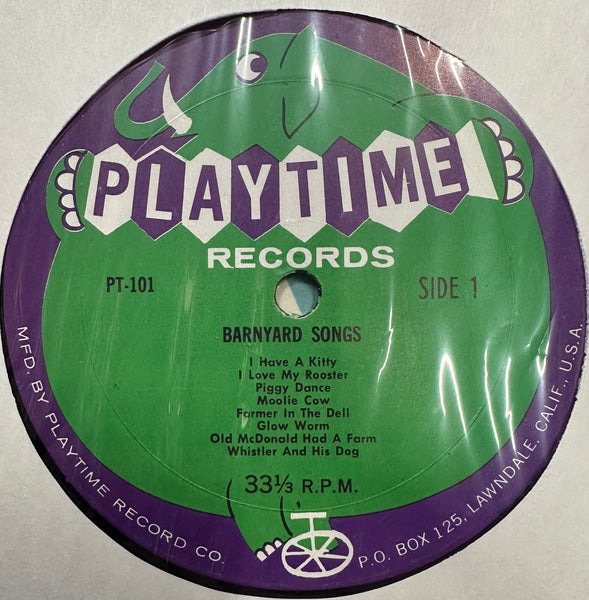 PLAYTIME
RECORDS
PT-101
SIDE 1
BARNYARD SONGS
I Have A Kitty
I Love My Rooster
Piggy Dance
Moolie Cow
Farmer In The Dell
Glow Worm
Old McDonald Had A Farm
Whistler And His Dog
33⅓ R.P.M.
MFD. BY PLAYTIME RECORD CO. P.O. BOX 125, LAWNDALE, CALIF., U.S.A.